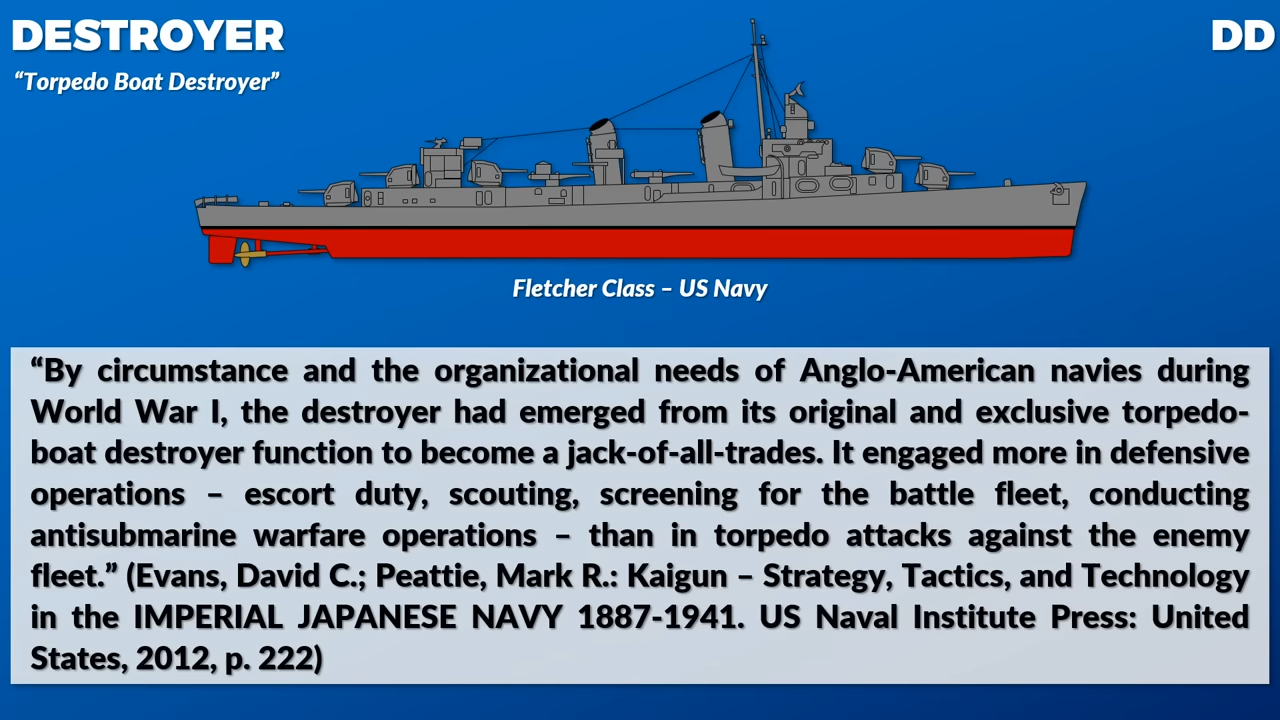 DESTROYER
DD
“Torpedo Boat Destroyer”
Fletcher Class – US Navy
“By circumstance and the organizational needs of Anglo-American navies during
World War I, the destroyer had emerged from its original and exclusive torpedo-
boat destroyer function to become a jack-of-all-trades. It engaged more in defensive
operations – escort duty, scouting, screening for the battle fleet, conducting
antisubmarine warfare operations – than in torpedo attacks against the enemy
fleet.” (Evans, David C.; Peattie, Mark R.: Kaigun – Strategy, Tactics, and Technology
in the IMPERIAL JAPANESE NAVY 1887-1941. US Naval Institute Press: United
States, 2012, p. 222)